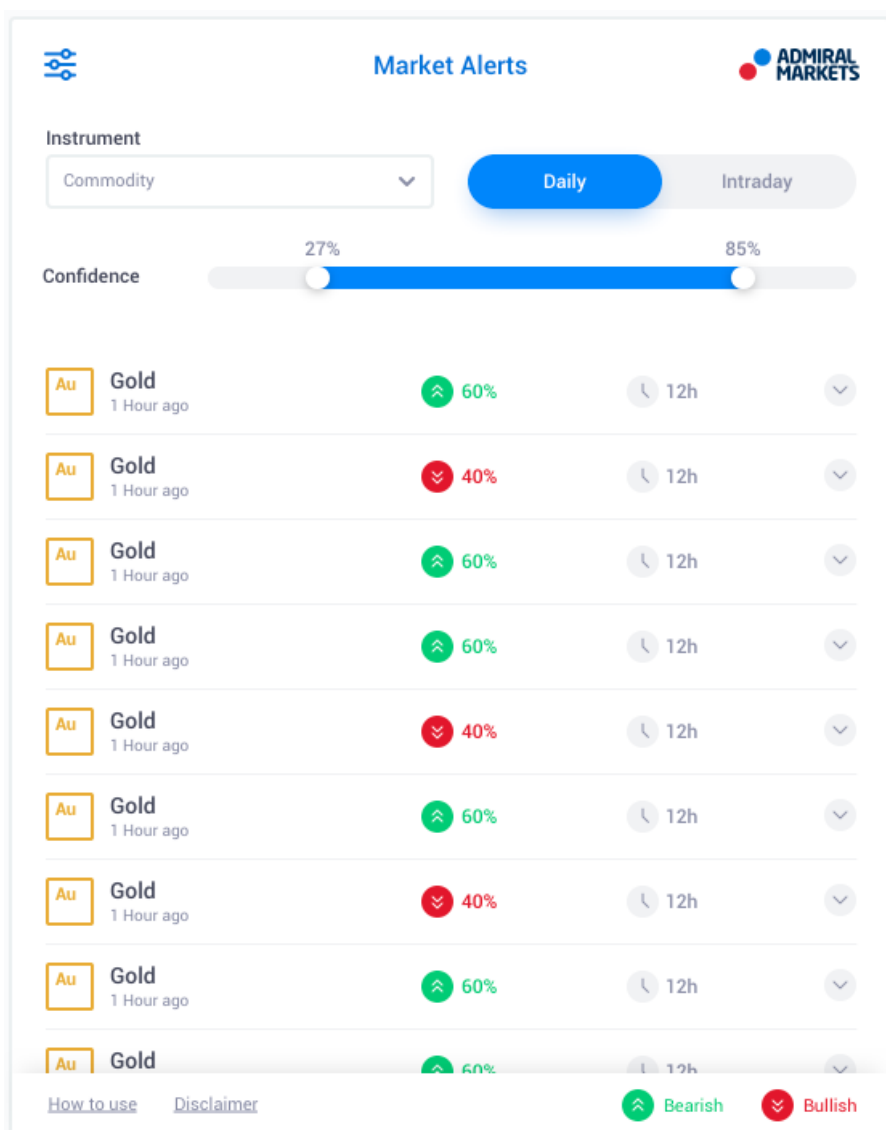 Market Alerts
ADMIRAL
MARKETS
Instrument
Commodity
Daily
Intraday
27%
85%
Confidence
Au
Gold
60%
12h
1 Hour ago
Au
Gold
40%
12h
1 Hour ago
Au
Gold
60%
12h
1 Hour ago
Au
Gold
60%
12h
1 Hour ago
Au
Gold
40%
12h
1 Hour ago
Au
Gold
60%
12h
1 Hour ago
Au
Gold
40%
12h
1 Hour ago
Au
Gold
60%
12h
1 Hour ago
Au
Gold
60%
12h
How to use
Disclaimer
Bearish
Bullish